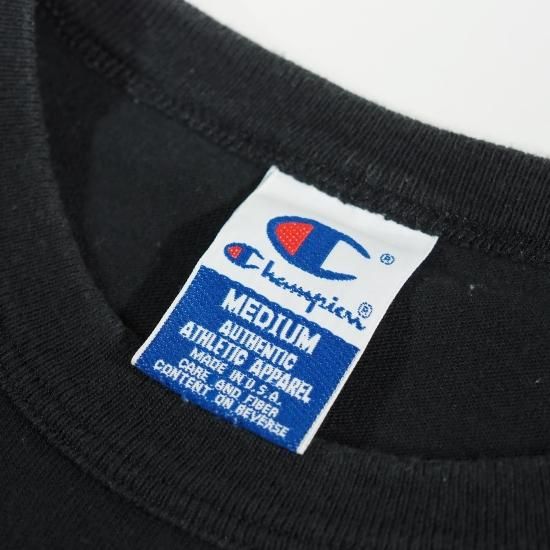 C®
Champion®
MEDIUM
AUTHENTIC
ATHLETIC APPAREL
MADE IN U.S.A.
CARE AND FIBER
CONTENT ON REVERSE